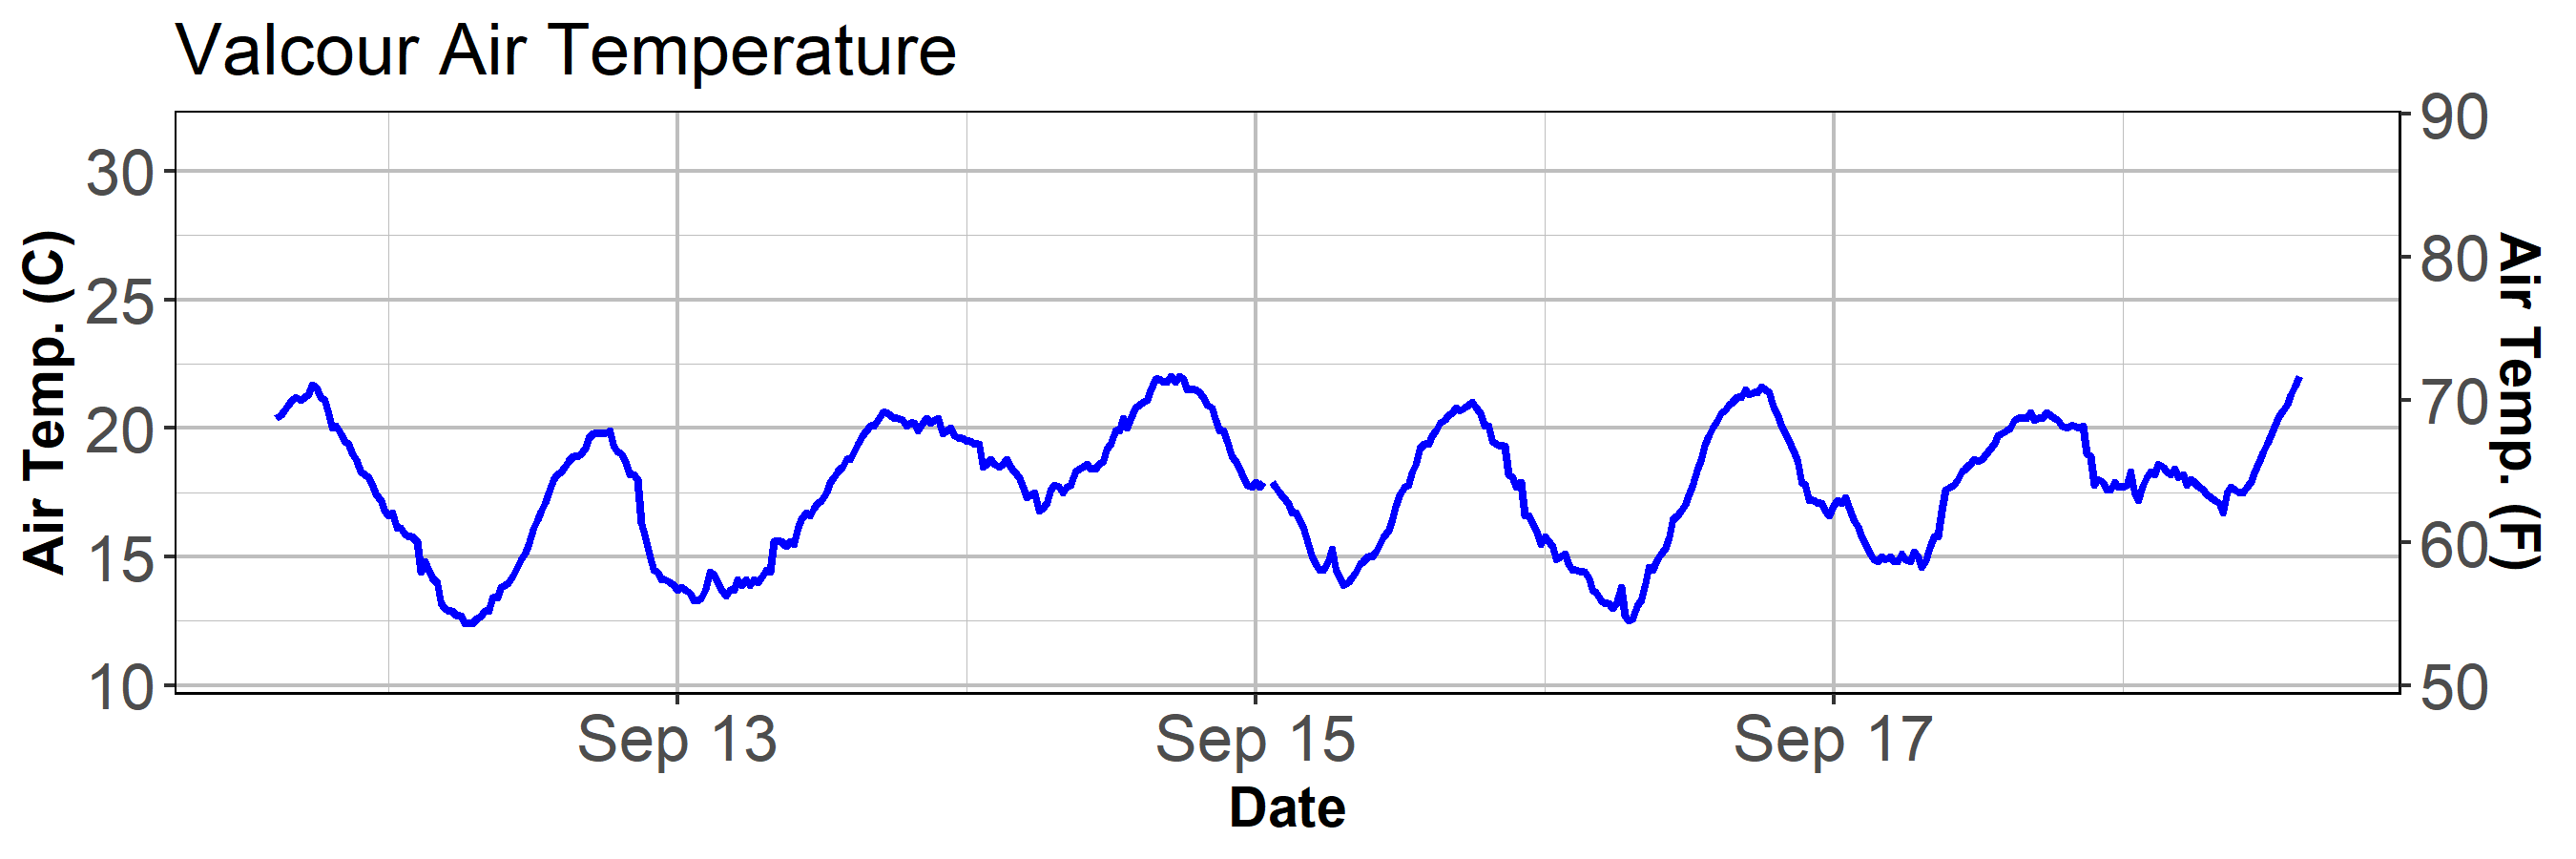 Valcour Air Temperature
Air Temp. (C)
30
25
20
15
10
90
80
70
60
50
Air Temp. (F)
Sep 13
Sep 15
Sep 17
Date